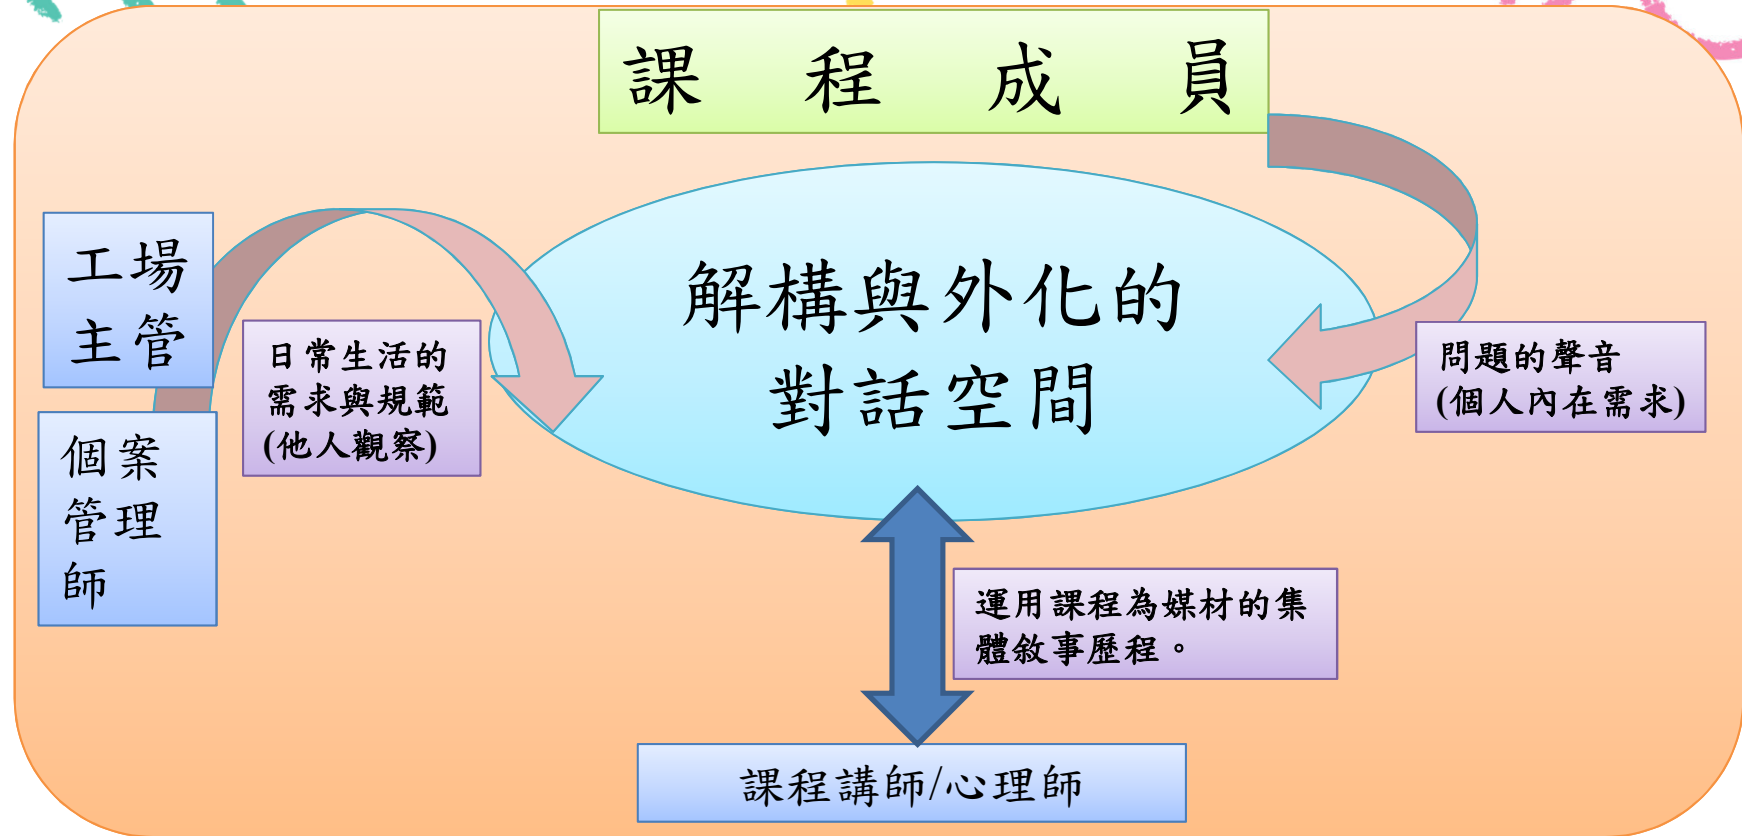 課程成員
工場
主管
個案
管理
師
日常生活的
需求與規範
(他人觀察)
解構與外化的
對話空間
問題的聲音
(個人內在需求)
運用課程為媒材的集
體敘事歷程。
課程講師/心理師